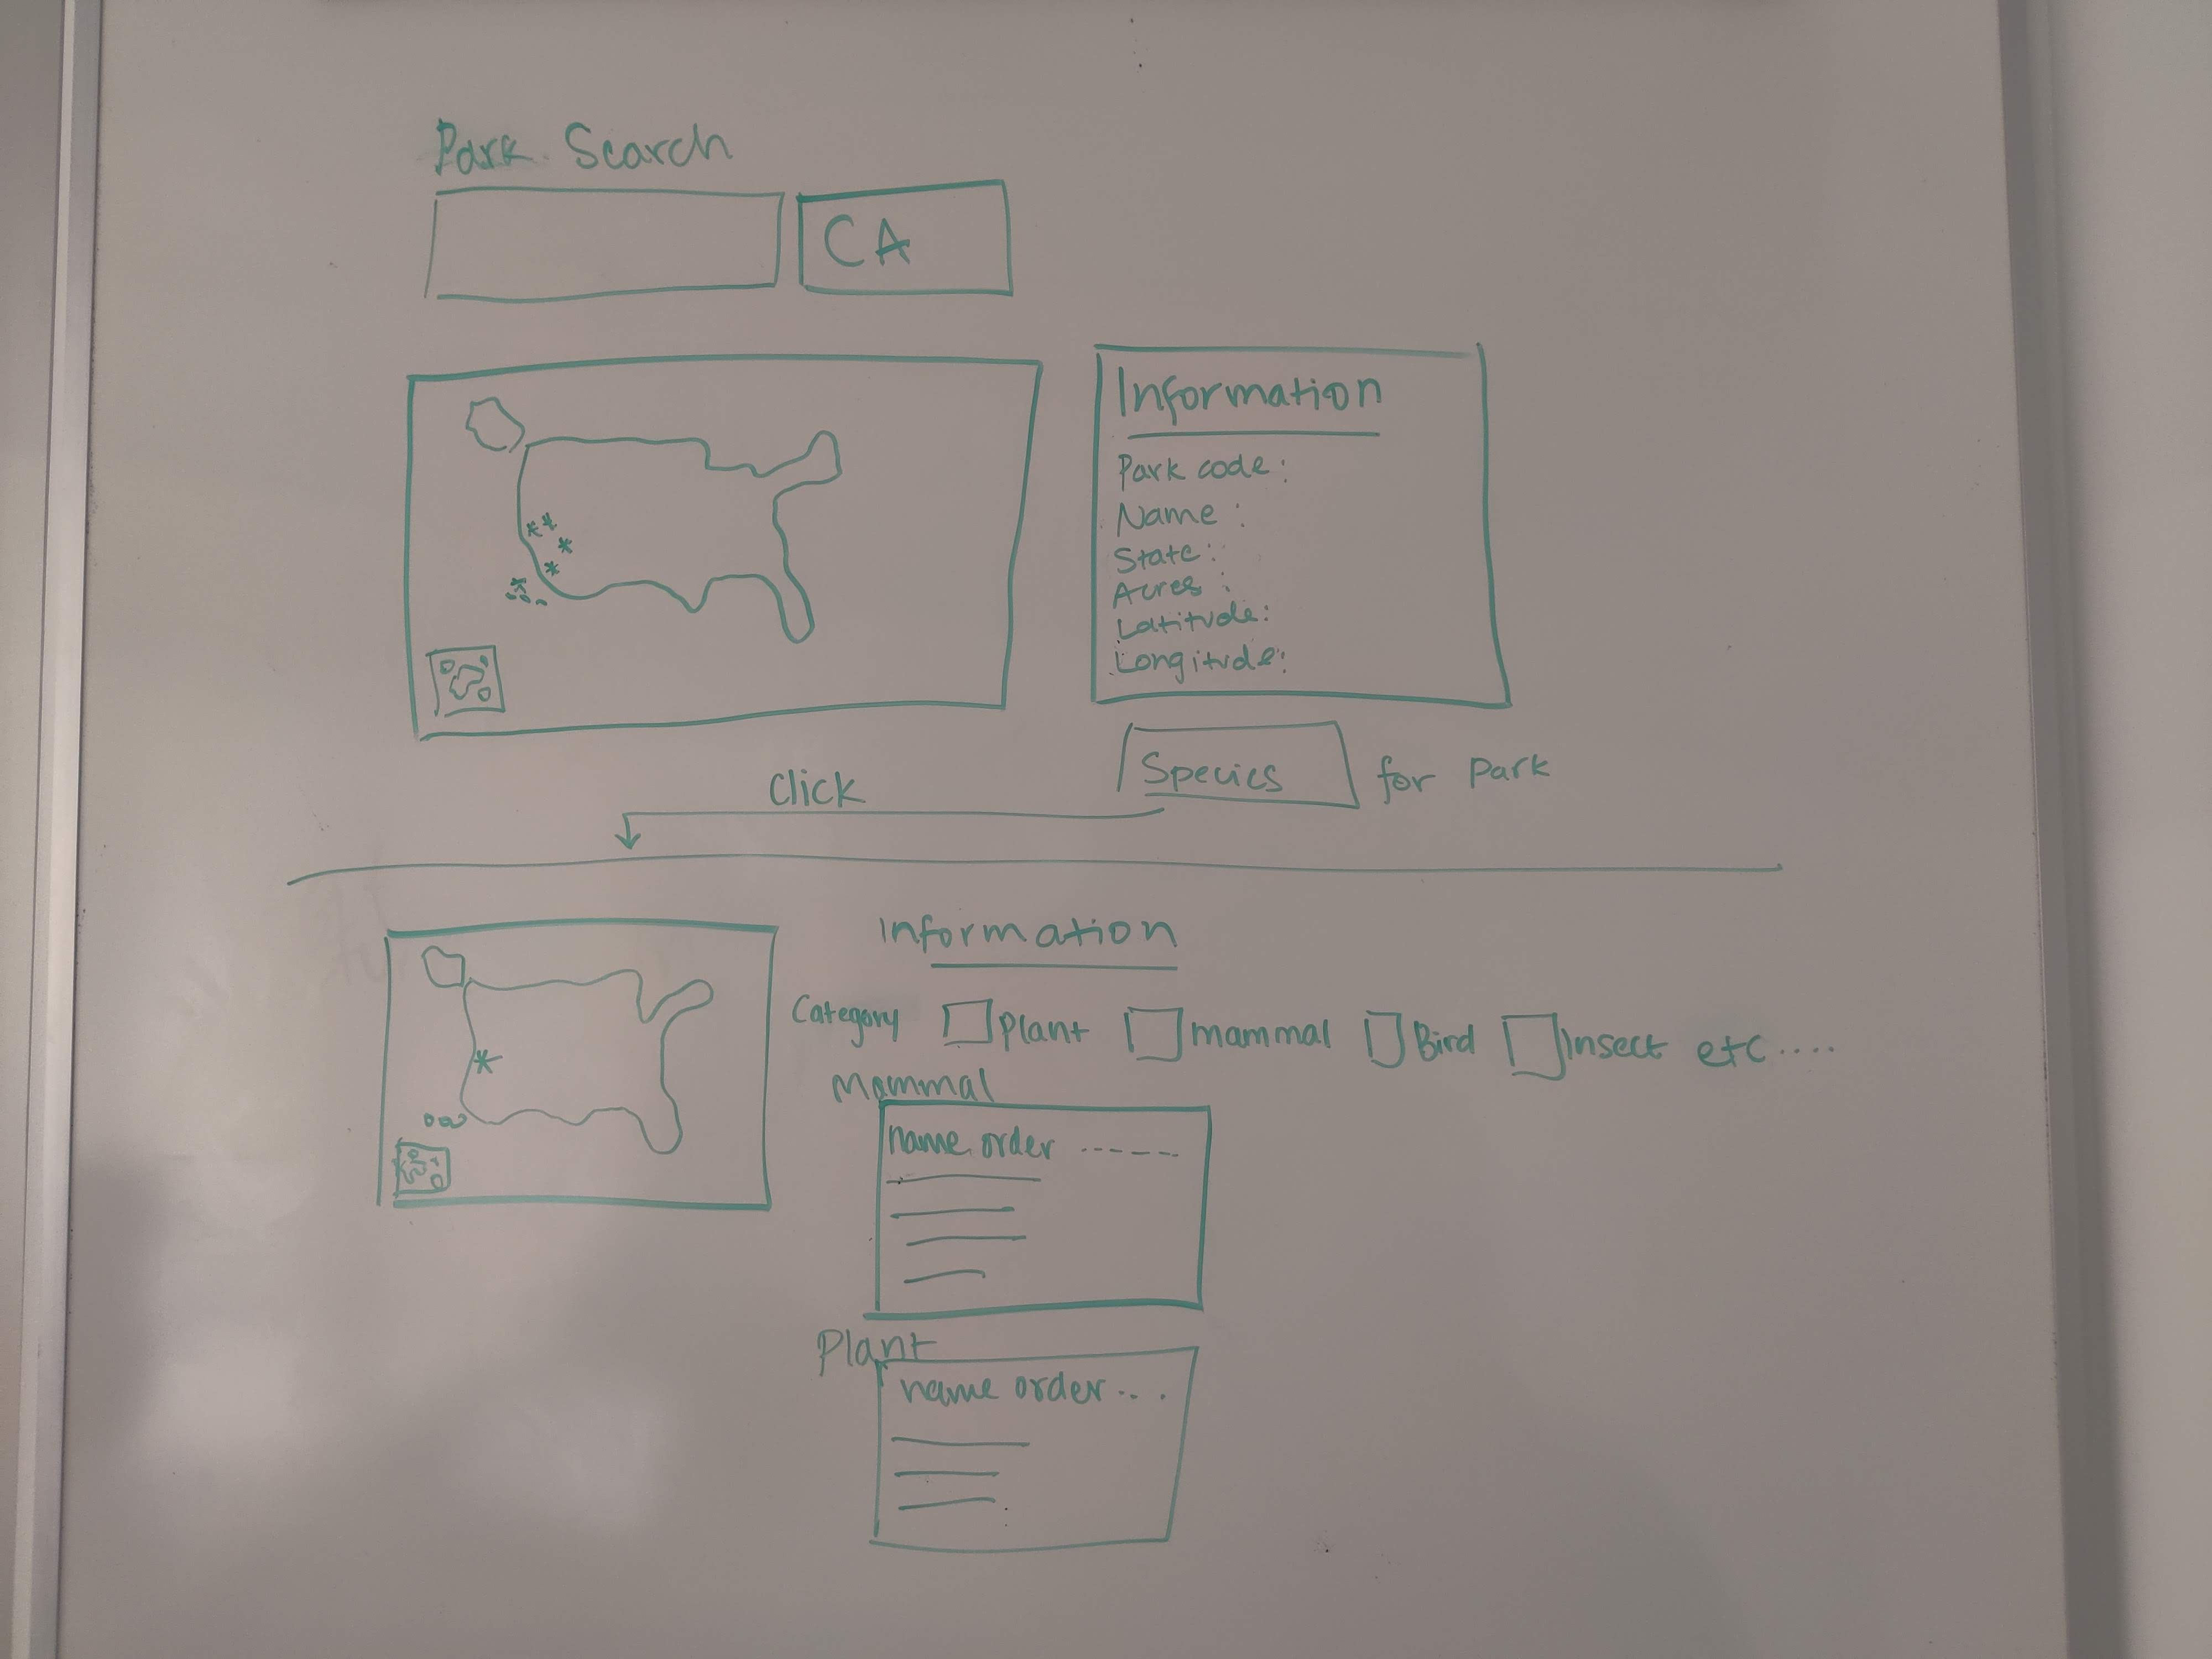 Park Search
CA
Information
Park code:
Name :
State:
Acres :
Latitude:
Longitude:
Species for Park
Click
Information
Category Plant mammal Bird Insect etc....
Mammal
name order ------
Plant
name order...